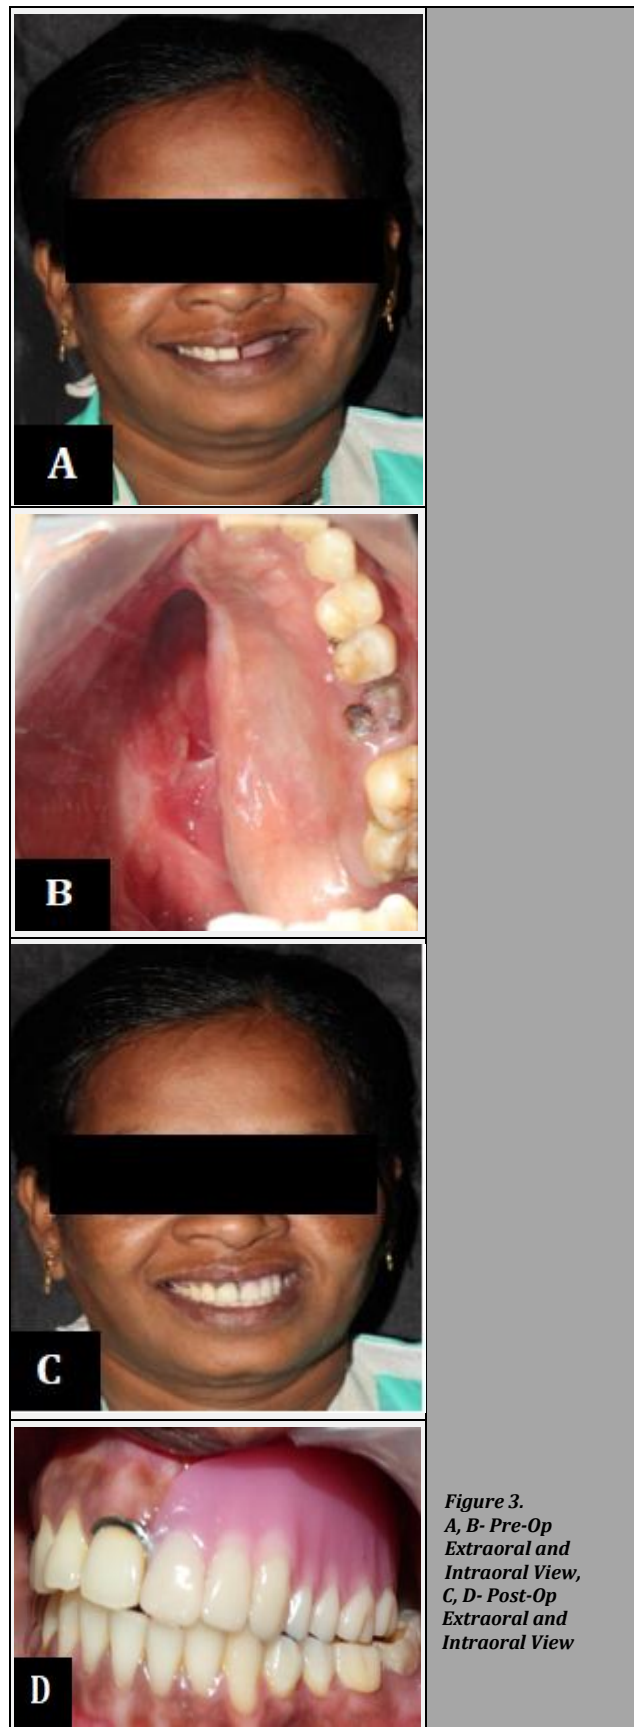 A
B
C
D
Figure 3.
A, B- Pre-Op
Extraoral and
Intraoral View,
C, D- Post-Op
Extraoral and
Intraoral View